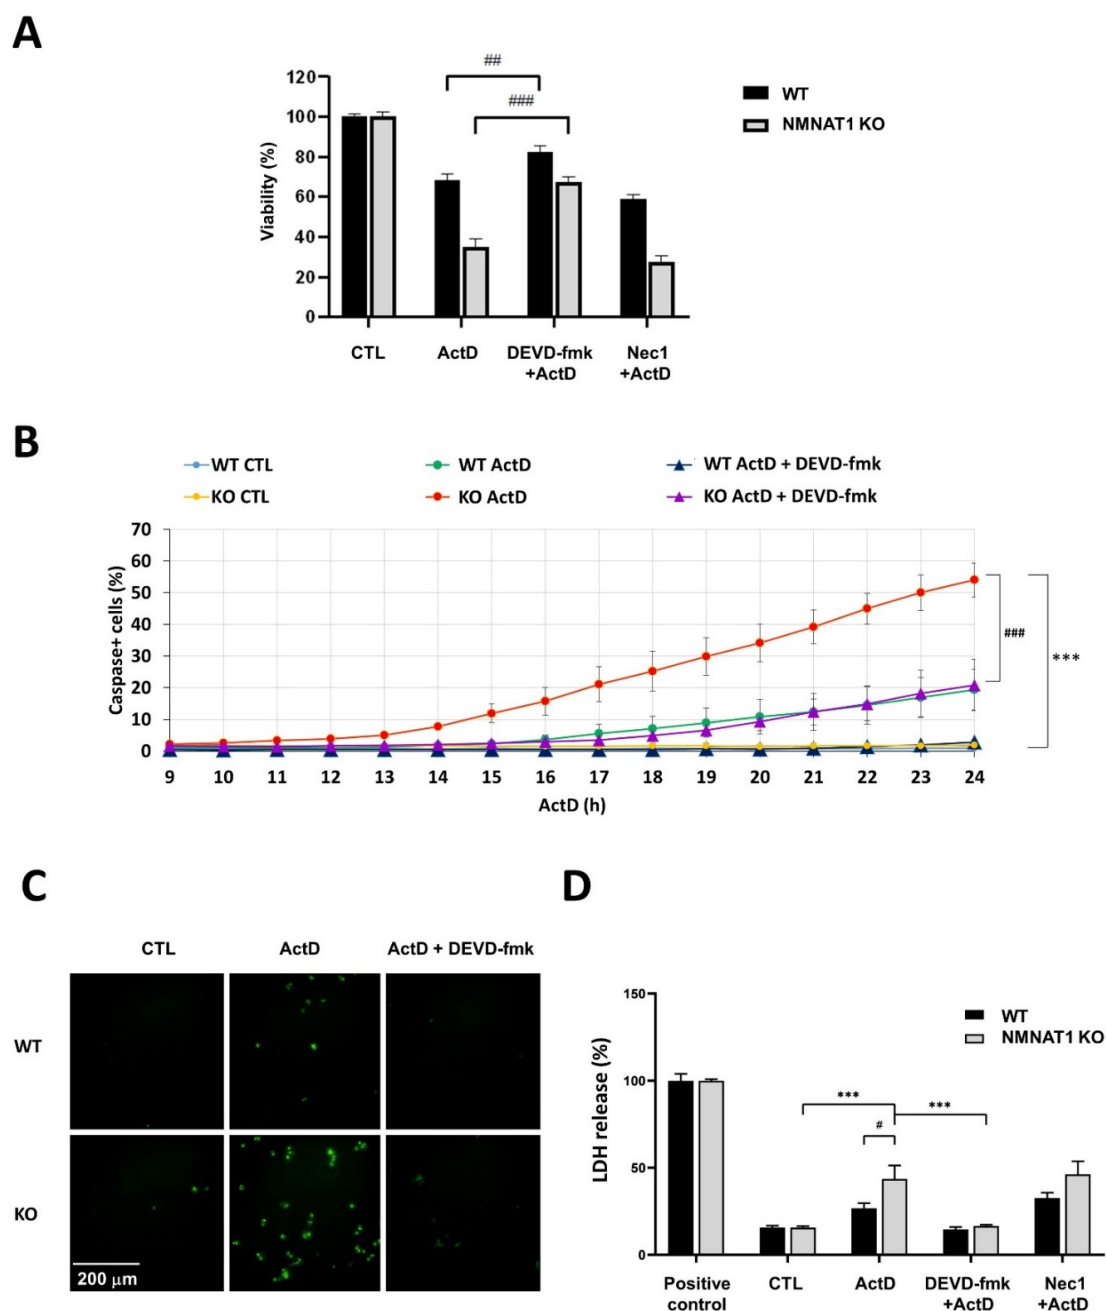 A
##
###
WT
NMNAT1 KO
120
100
80
60
40
20
0
Viability (%)
CTL
ActD
DEVD-fmk
+ActD
Nec1
+ActD
B
WT CTL
WT ActD
WT ActD + DEVD-fmk
KO CTL
KO ActD
KO ActD + DEVD-fmk
70
60
50
40
30
20
10
0
Caspase+ cells (%)
###
***
9 10 11 12 13 14 15 16 17 18 19 20 21 22 23 24
ActD (h)
C
CTL
ActD
ActD + DEVD-fmk
WT
KO
200 μm
D
WT
NMNAT1 KO
150
100
50
0
LDH release (%)
***
***
#
Positive
control
CTL
ActD
DEVD-fmk
+ActD
Nec1
+ActD